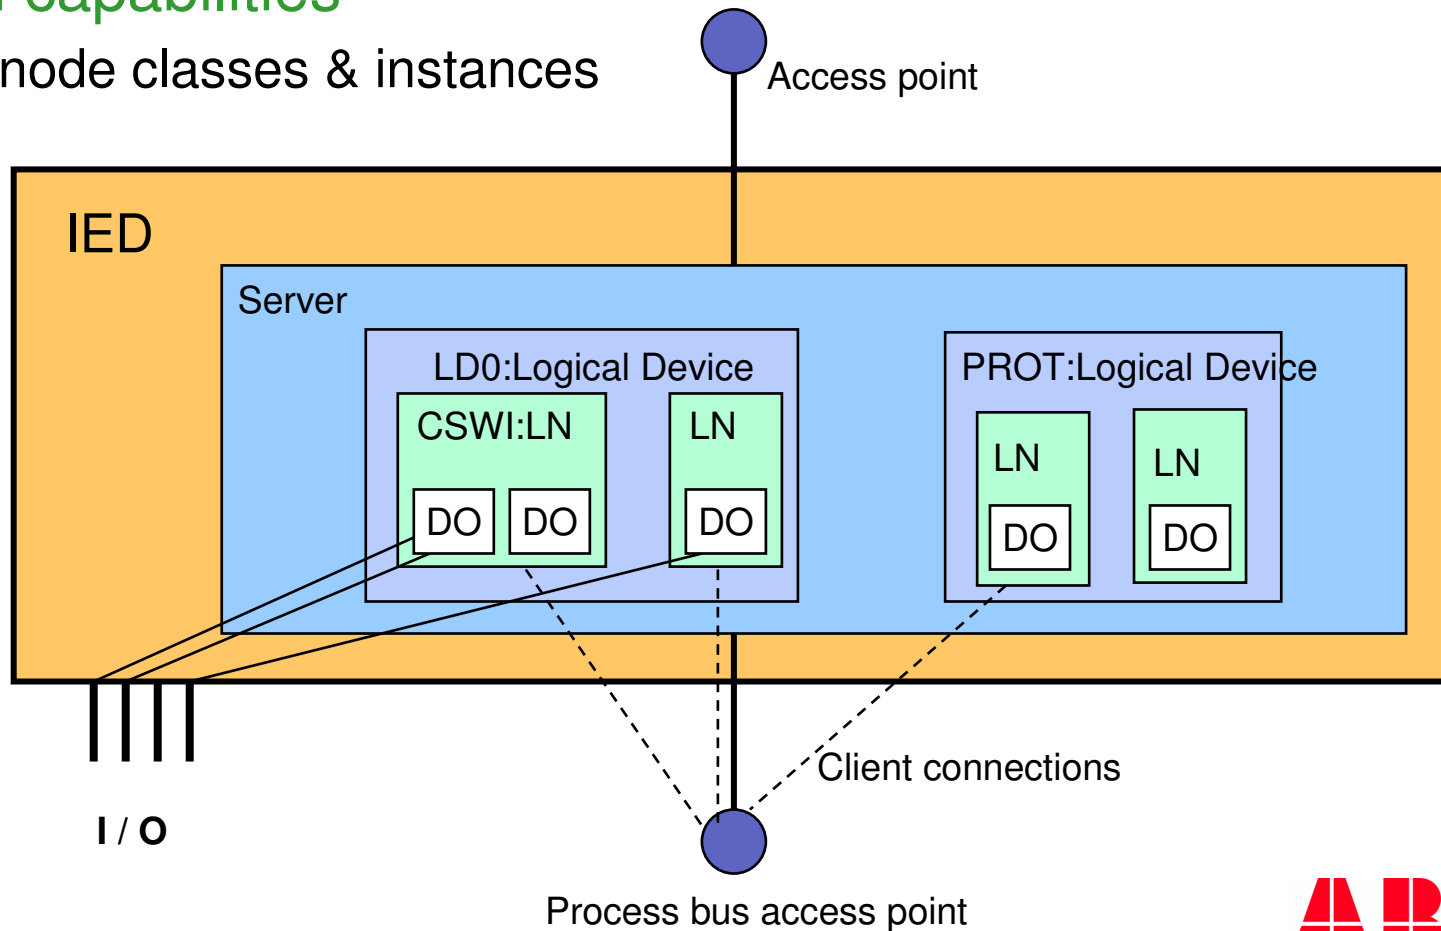 capabilities
node classes & instances
Access point
IED
Server
LD0:Logical Device
PROT:Logical Device
CSWI:LN
LN
LN
LN
DO
DO
DO
DO
DO
Client connections
I / O
Process bus access point